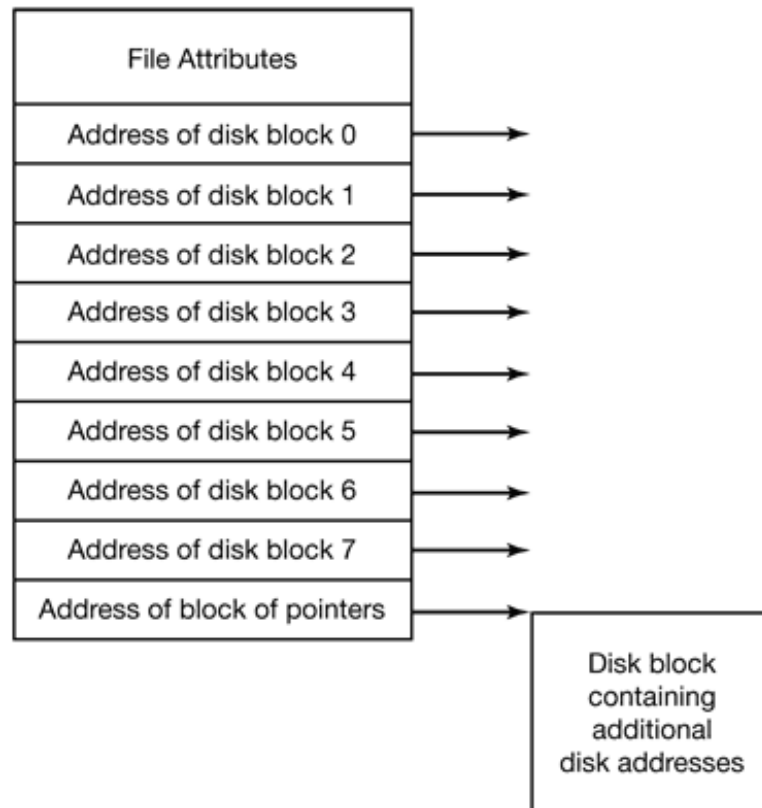 File Attributes
Address of disk block 0
Address of disk block 1
Address of disk block 2
Address of disk block 3
Address of disk block 4
Address of disk block 5
Address of disk block 6
Address of disk block 7
Address of block of pointers
Disk block
containing
additional
disk addresses